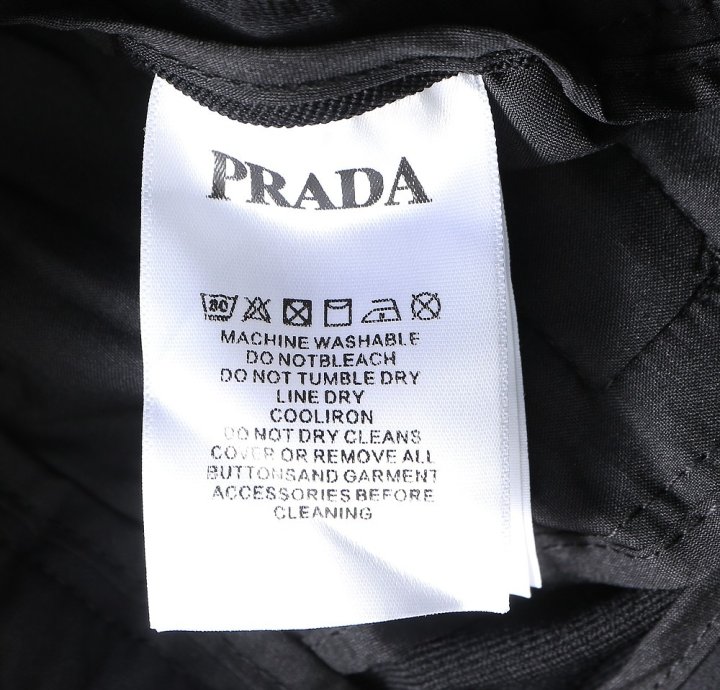 PRADA
80
MACHINE WASHABLE
DO NOTBLEACH
DO NOT TUMBLE DRY
LINE DRY
COOLIRON
DO NOT DRY CLEANS
COVER OR REMOVE ALL
BUTTONSAND GARMENT
ACCESSORIES BEFORE
CLEANING